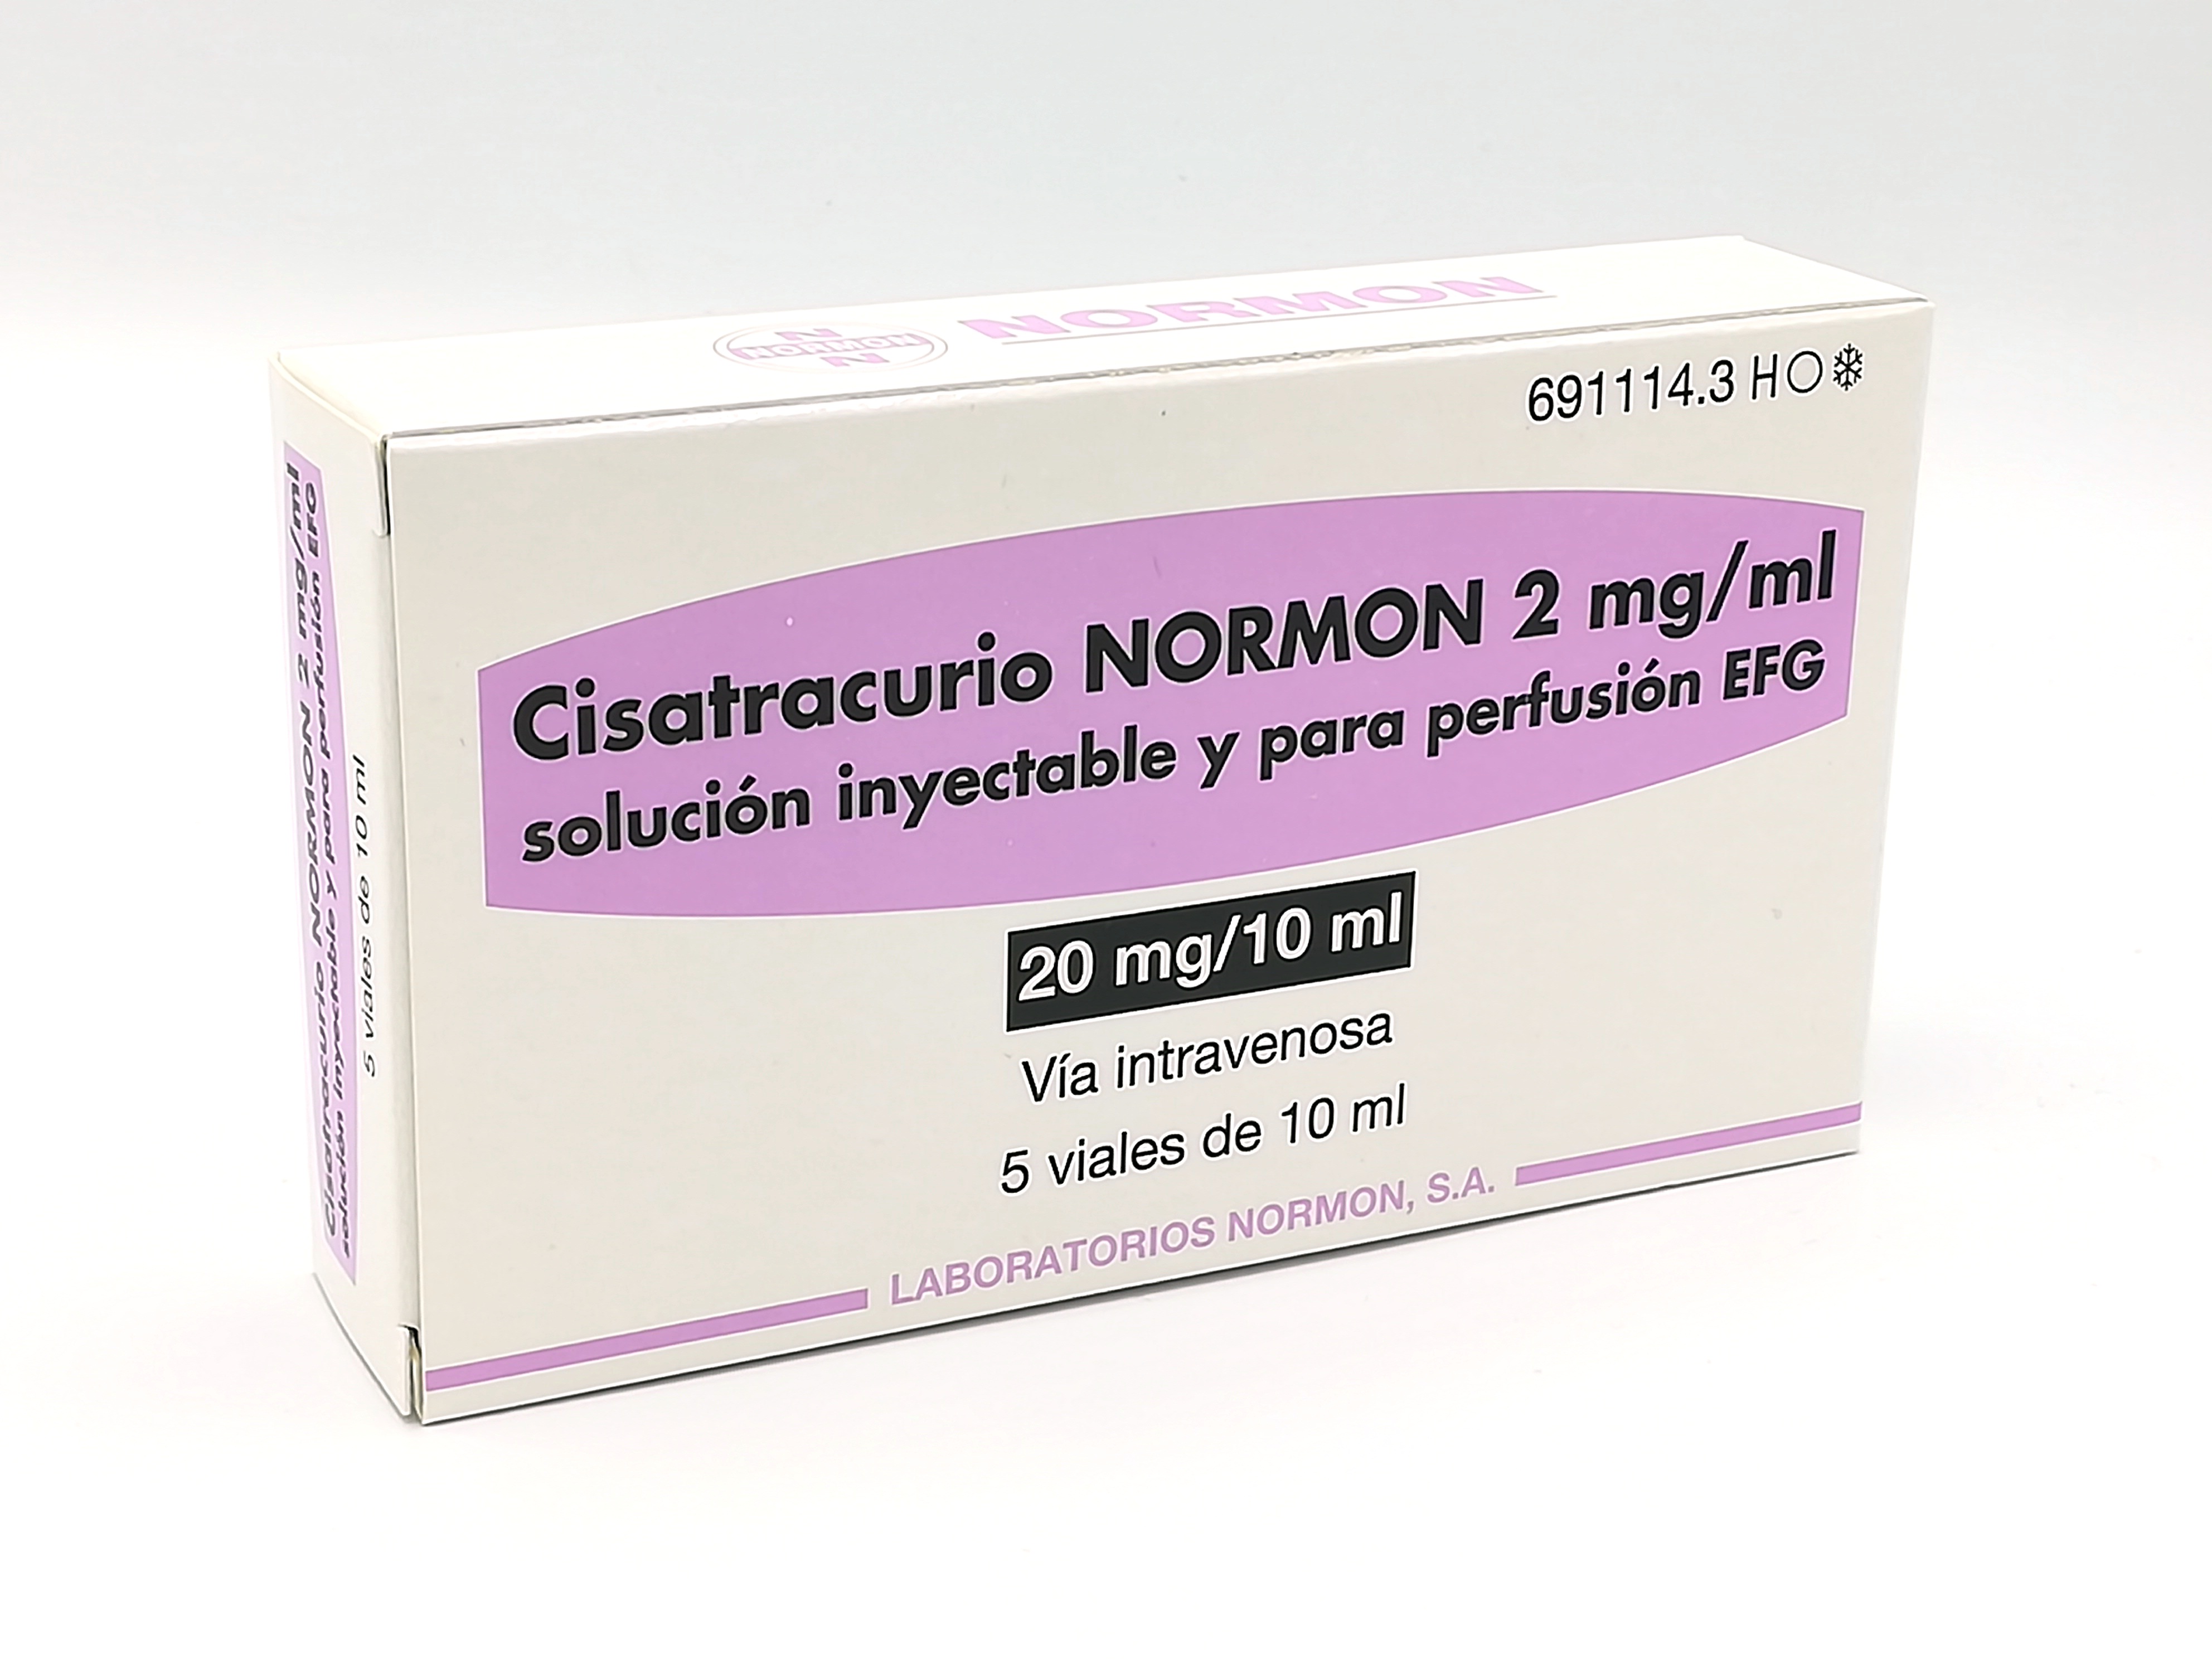 N
NORMON
N
NORMON
691114.3 H
Cisatracurio NORMON 2 mg/ml
solución inyectable y para perfusión EFG
20 mg/10 ml
Vía intravenosa
5 viales de 10 ml
LABORATORIOS NORMON, S.A.
Cisatracurio NORMON 2 mg/ml
solución inyectable y para perfusión EFG
5 viales de 10 ml